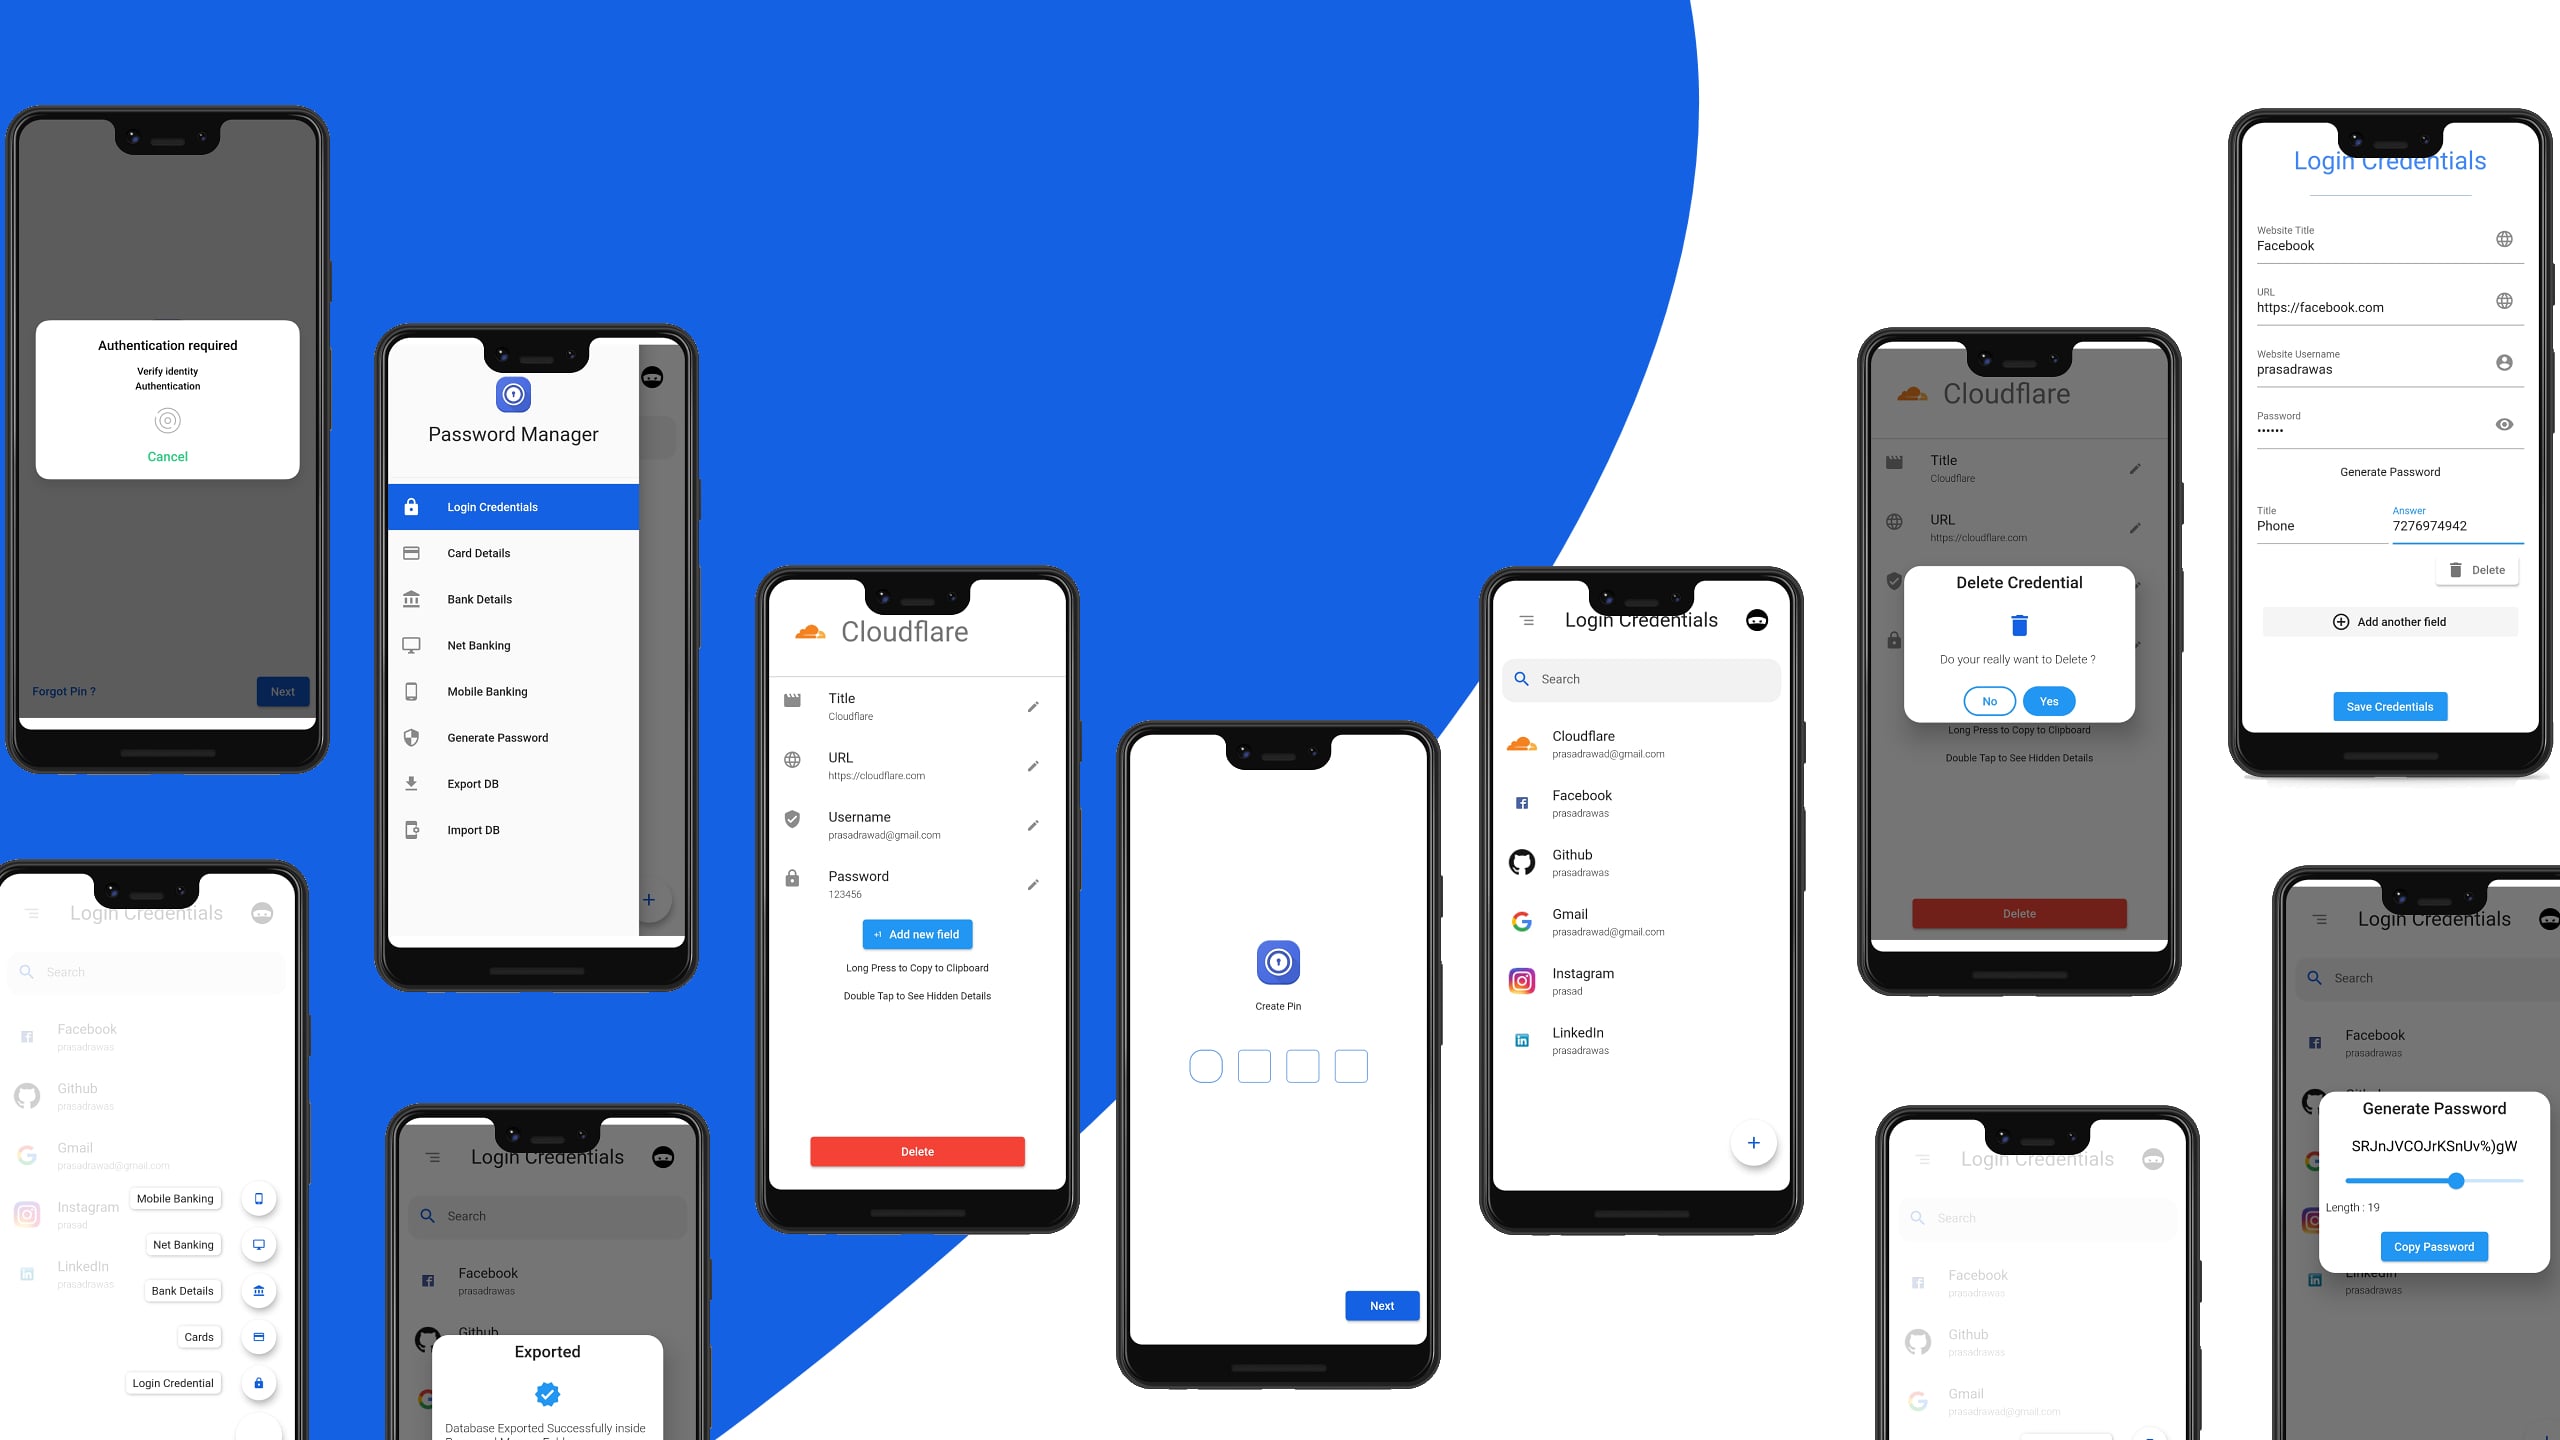 Authentication required
Verify identity
Authentication
Cancel
Forgot Pin ?
Next
Password Manager
Login Credentials
Card Details
Bank Details
Net Banking
Mobile Banking
Generate Password
Export DB
Import DB
Cloudflare
Title
Cloudflare
URL
https://cloudflare.com
Username
prasadrawad@gmail.com
Password
123456
+1 Add new field
Long Press to Copy to Clipboard
Double Tap to See Hidden Details
Delete
Create Pin
Next
Login Credentials
Search
Cloudflare
prasadrawad@gmail.com
Facebook
prasadrawas
Github
prasadrawas
Gmail
prasadrawad@gmail.com
Instagram
prasad
LinkedIn
prasadrawas
Cloudflare
Title
Cloudflare
URL
https://cloudflare.com
Delete Credential
Do your really want to Delete ?
No
Yes
Long Press to Copy to Clipboard
Double Tap to See Hidden Details
Delete
Login Credentials
Website Title
Facebook
URL
https://facebook.com
Website Username
prasadrawas
Password
••••••
Generate Password
Title
Phone
Answer
7276974942
Delete
Add another field
Save Credentials
Login Credentials
Search
Facebook
prasadrawas
Github
prasadrawas
Gmail
prasadrawad@gmail.com
Instagram
prasad
LinkedIn
prasadrawas
Mobile Banking
Net Banking
Bank Details
Cards
Login Credential
Login Credentials
Search
Facebook
prasadrawas
Github
Exported
Database Exported Successfully inside
Login Credentials
Search
Facebook
prasadrawas
Github
prasadrawas
Gmail
prasadrawad@gmail.com
Login Credentials
Search
Facebook
prasadrawas
Generate Password
SRJnJVCOJrKSnUv%)gW
Length : 19
Copy Password
LinkedIn
prasadrawas